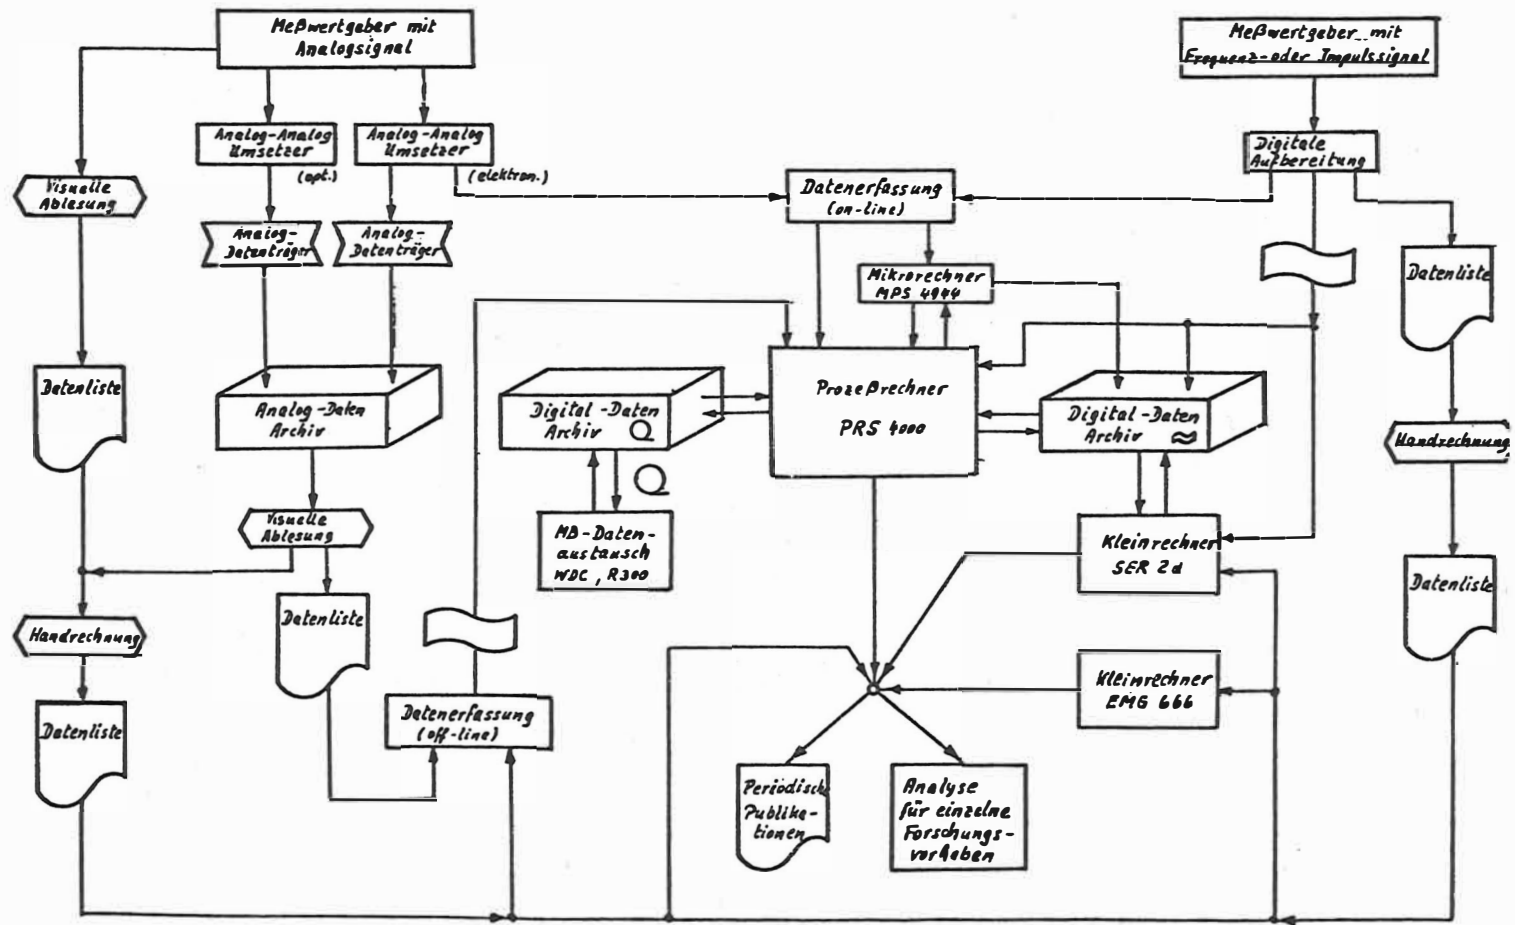 Meßwertgeber mit
Analogsignal
Meßwertgeber mit
Frequenz- oder Impulssignal
Analog-Analog
Umsetzer
(opt.)
Analog-Analog
Umsetzer
(elektron.)
Digitale
Aufbereitung
Visuelle
Ablesung
Datenerfassung
(on-line)
Analog-
Datenträger
Analog-
Datenträger
Mikrorechner
MPS 4944
Datenliste
Datenliste
Analog-Daten
Archiv
Digital-Daten
Archiv
Prozeßrechner
PRS 4000
Digital-Daten
Archiv
Handrechnung
Visuelle
Ablesung
MB-Daten-
austausch
WDC, R300
Kleinrechner
SER 2d
Datenliste
Datenliste
Handrechnung
Datenliste
Datenerfassung
(off-line)
Kleinrechner
EMG 666
Periodisch
Publika-
tionen
Analyse
für einzelne
Forschungs-
vorhaben